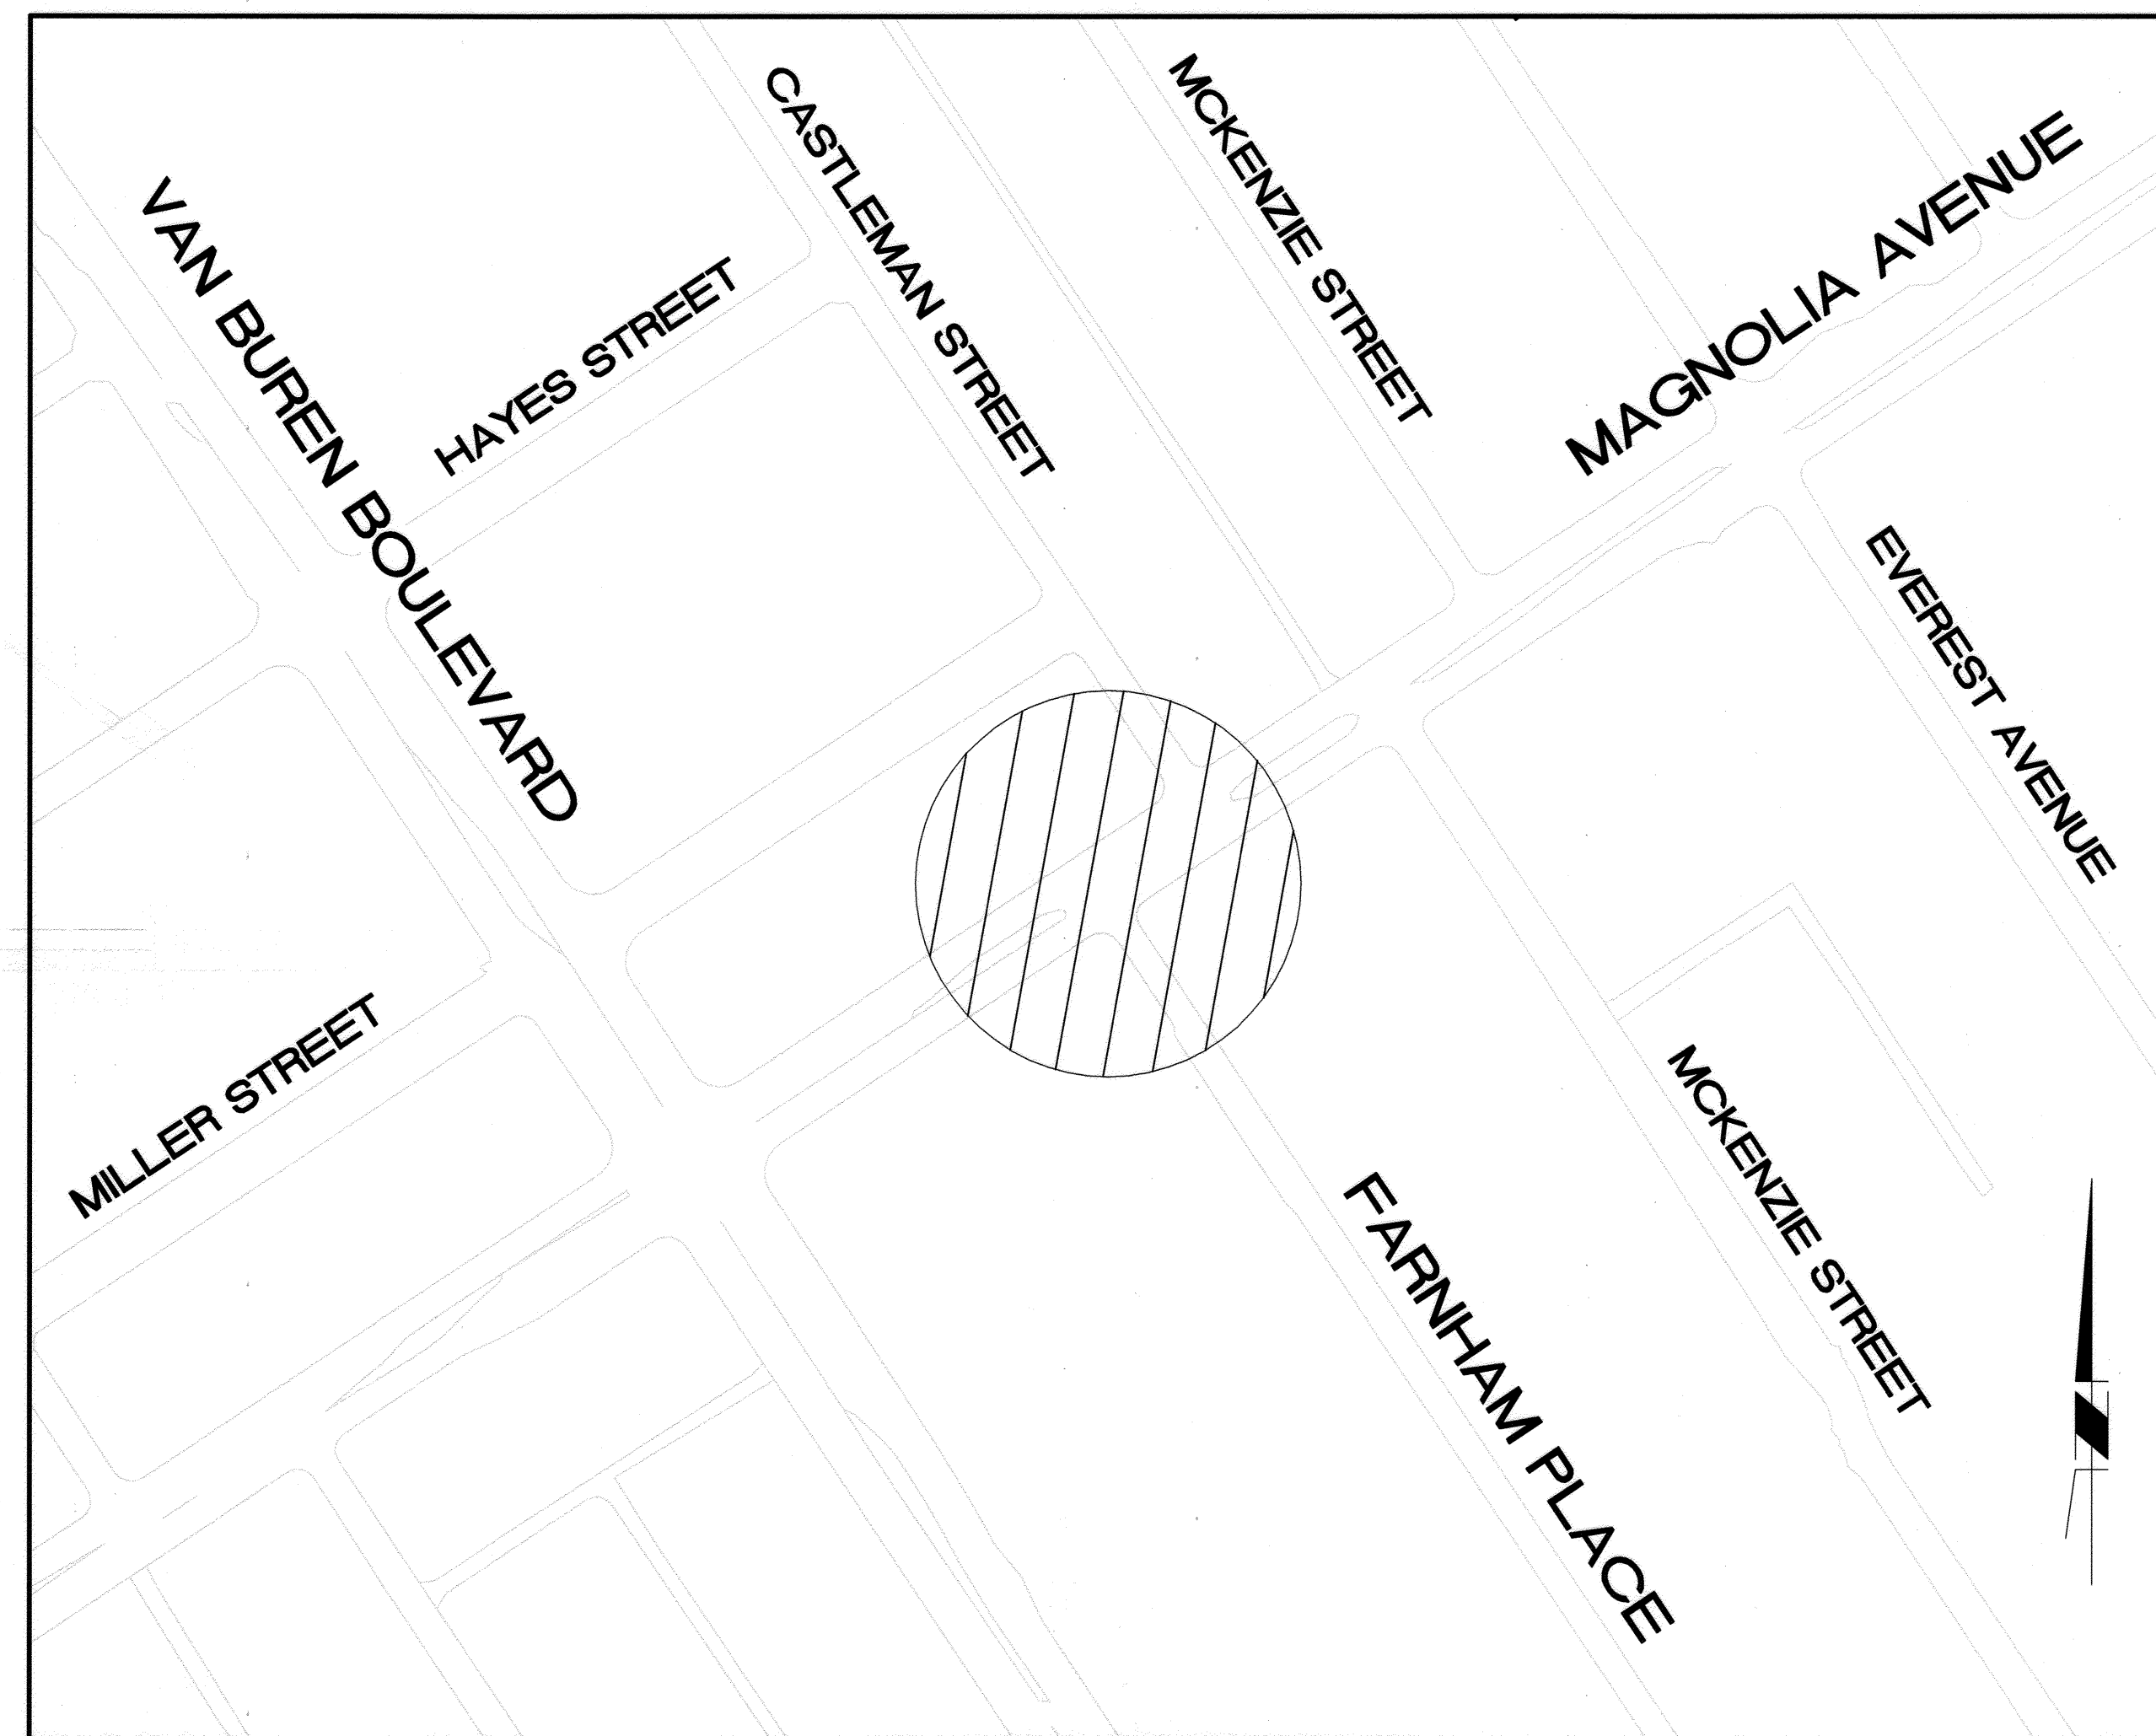 CASTLEMAN STREET
MCKENZIE STREET
MAGNOLIA AVENUE
VAN BUREN BOULEVARD
HAYES STREET
EVEREST AVENUE
MILLER STREET
MCKENZIE STREET
FARNHAM PLACE
N